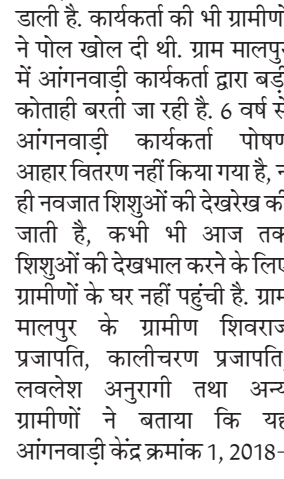 डाली है. कार्यकर्ता की भी ग्रामीणों
ने पोल खोल दी थी. ग्राम मालपुर
में आंगनवाड़ी कार्यकर्ता द्वारा बड़ी
कोताही बरती जा रही है. 6 वर्ष से
आंगनवाड़ी कार्यकर्ता पोषण
आहार वितरण नहीं किया गया है, न
ही नवजात शिशुओं की देखरेख की
जाती है, कभी भी आज तक
शिशुओं की देखभाल करने के लिए
ग्रामीणों के घर नहीं पहुंची है. ग्राम
मालपुर के ग्रामीण शिवराज
प्रजापति, कालीचरण प्रजापति,
लवलेश अनुरागी तथा अन्य
ग्रामीणों ने बताया कि यह
आंगनवाड़ी केंद्र क्रमांक 1, 2018-